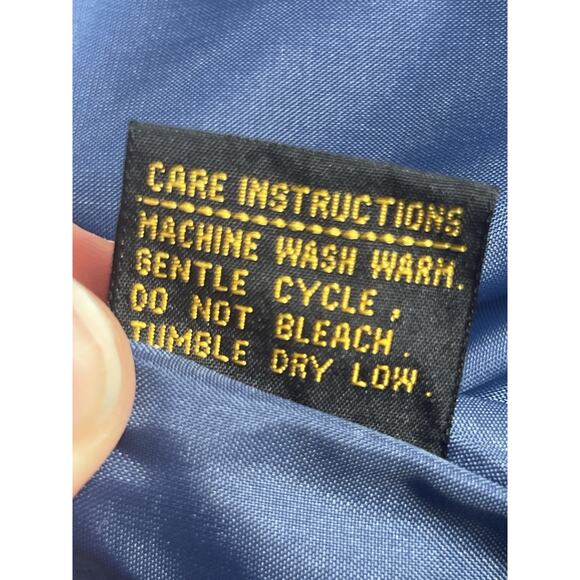 CARE INSTRUCTIONS
MACHINE WASH WARM.
GENTLE CYCLE,
DO NOT BLEACH.
TUMBLE DRY LOW.